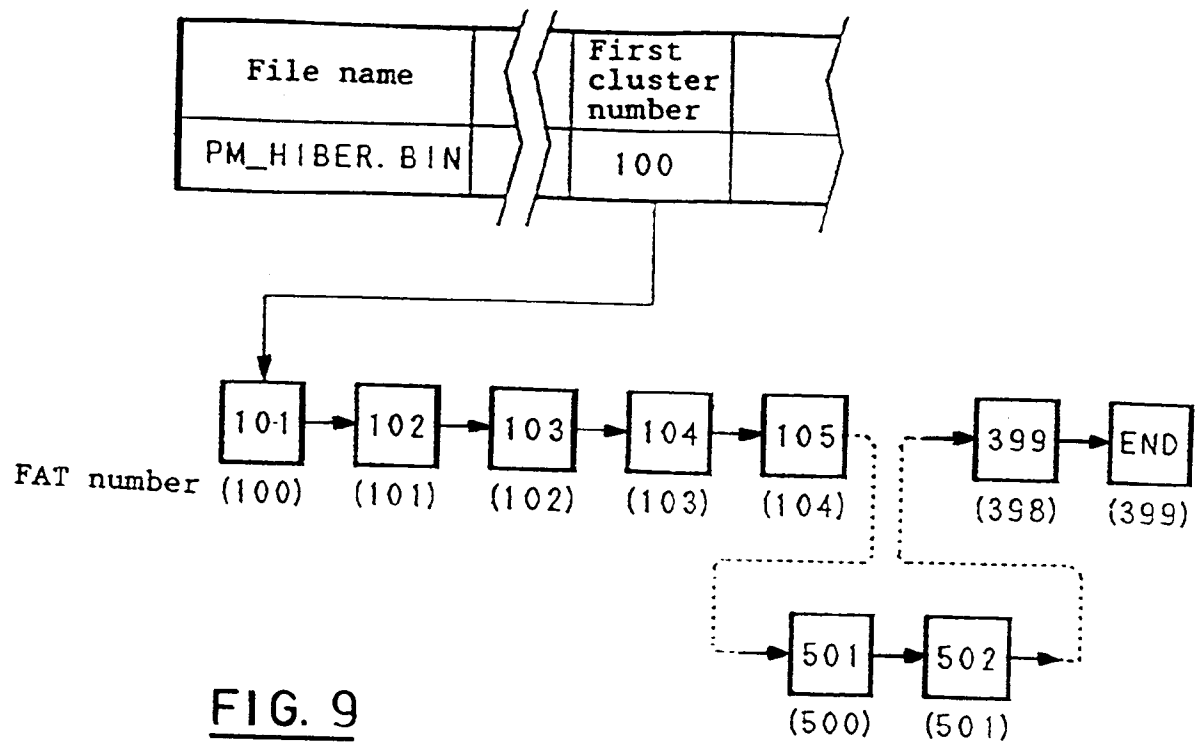 File name
First
cluster
number
PM_HIBER. BIN
100
101
102
103
104
105
399
END
FAT number
(100)
(101)
(102)
(103)
(104)
(398)
(399)
501
502
(500)
(501)
FIG. 9